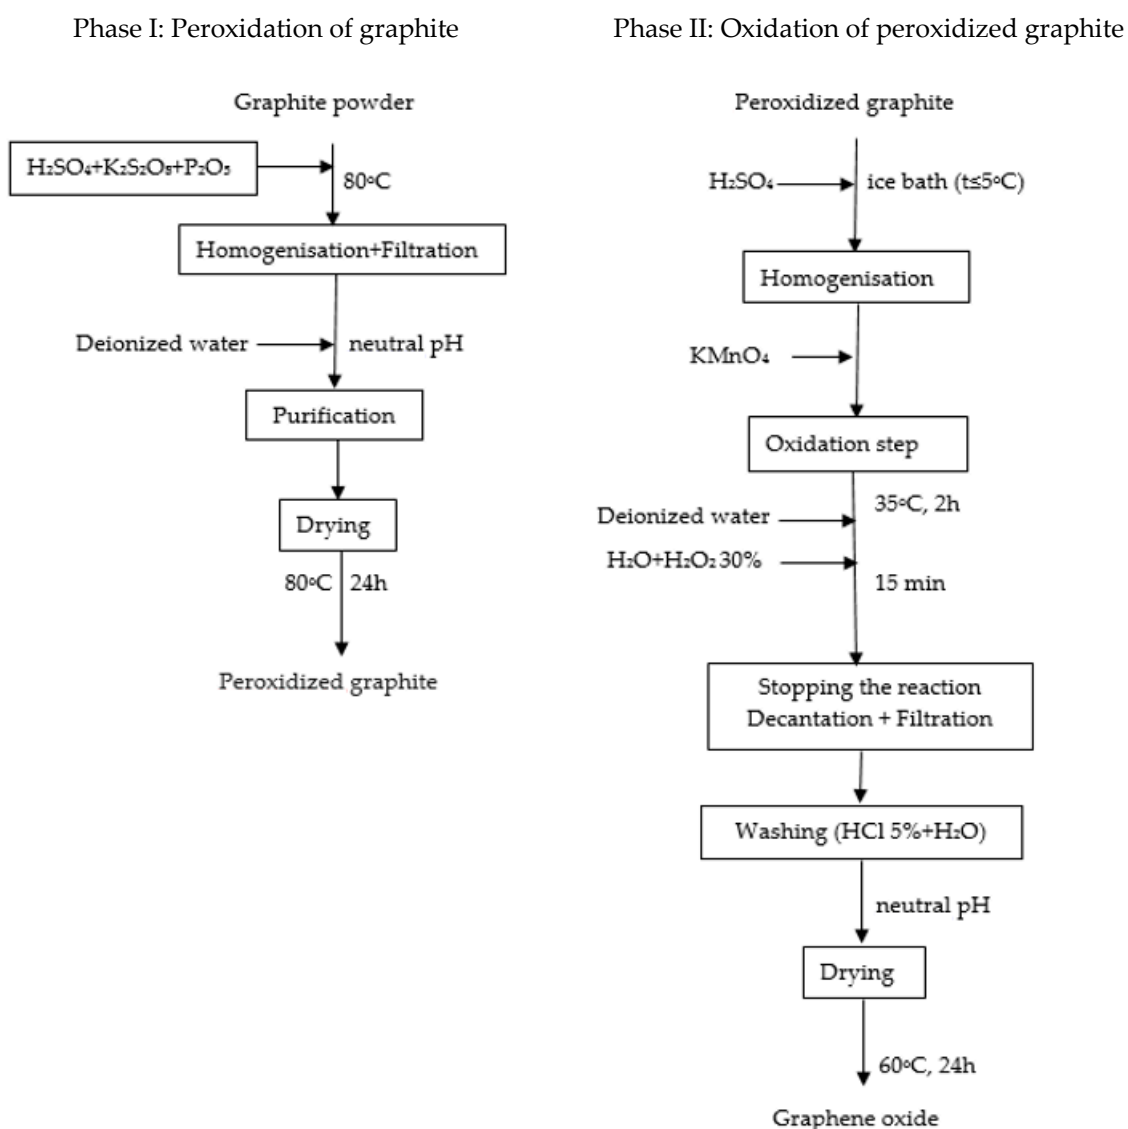 Phase I: Peroxidation of graphite
Graphite powder
H₂SO₄+K₂S₂O₈+P₂O₅
80°C
Homogenisation+Filtration
Deionized water
neutral pH
Purification
Drying
80°C
24h
Peroxidized graphite
Phase II: Oxidation of peroxidized graphite
Peroxidized graphite
H₂SO₄
ice bath (t≤5°C)
Homogenisation
KMnO₄
Oxidation step
35°C, 2h
Deionized water
H₂O+H₂O₂ 30%
15 min
Stopping the reaction
Decantation + Filtration
Washing (HCl 5%+H₂O)
neutral pH
Drying
60°C, 24h
Graphene oxide